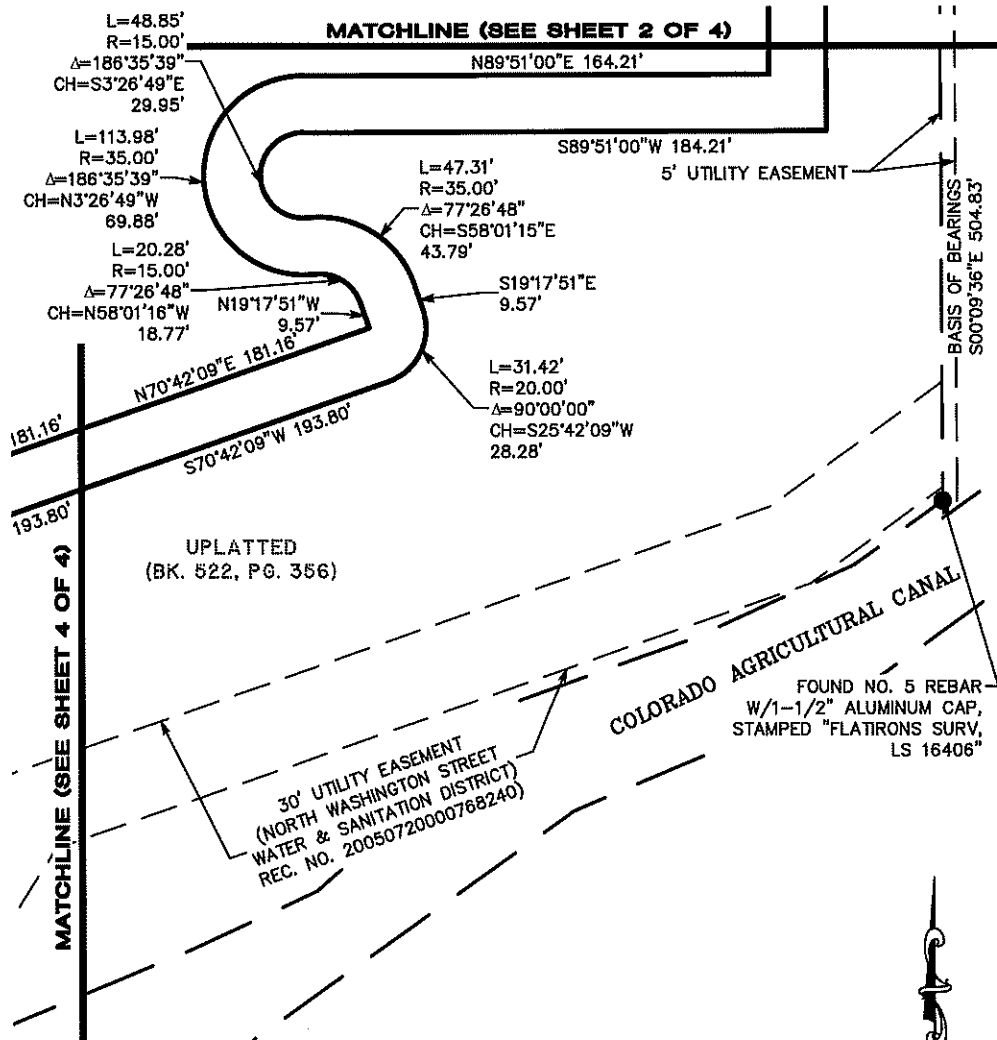 MATCHLINE (SEE SHEET 2 OF 4)
L=48.85'
R=15.00'
Δ=186°35'39"
CH=S3°26'49"E
29.95'
N89°51'00"E 164.21'
S89°51'00"W 184.21'
5' UTILITY EASEMENT
BASIS OF BEARINGS
S00°09'36"E 504.83'
L=113.98'
R=35.00'
Δ=186°35'39"
CH=N3°26'49"W
69.88'
L=47.31'
R=35.00'
Δ=77°26'48"
CH=S58°01'15"E
43.79'
L=20.28'
R=15.00'
Δ=77°26'48"
CH=N58°01'16"W
18.77'
N19°17'51"W
9.57'
S19°17'51"E
9.57'
L=31.42'
R=20.00'
Δ=90°00'00"
CH=S25°42'09"W
28.28'
N70°42'09"E 181.16'
181.16'
S70°42'09"W 193.80'
193.80'
UPLATTED
(BK. 522, PG. 356)
MATCHLINE (SEE SHEET 4 OF 4)
COLORADO AGRICULTURAL CANAL
FOUND NO. 5 REBAR
W/1-1/2" ALUMINUM CAP,
STAMPED "FLATIRONS SURV,
LS 16406"
30' UTILITY EASEMENT
(NORTH WASHINGTON STREET
WATER & SANITATION DISTRICT)
REC. NO. 20050720000768240)